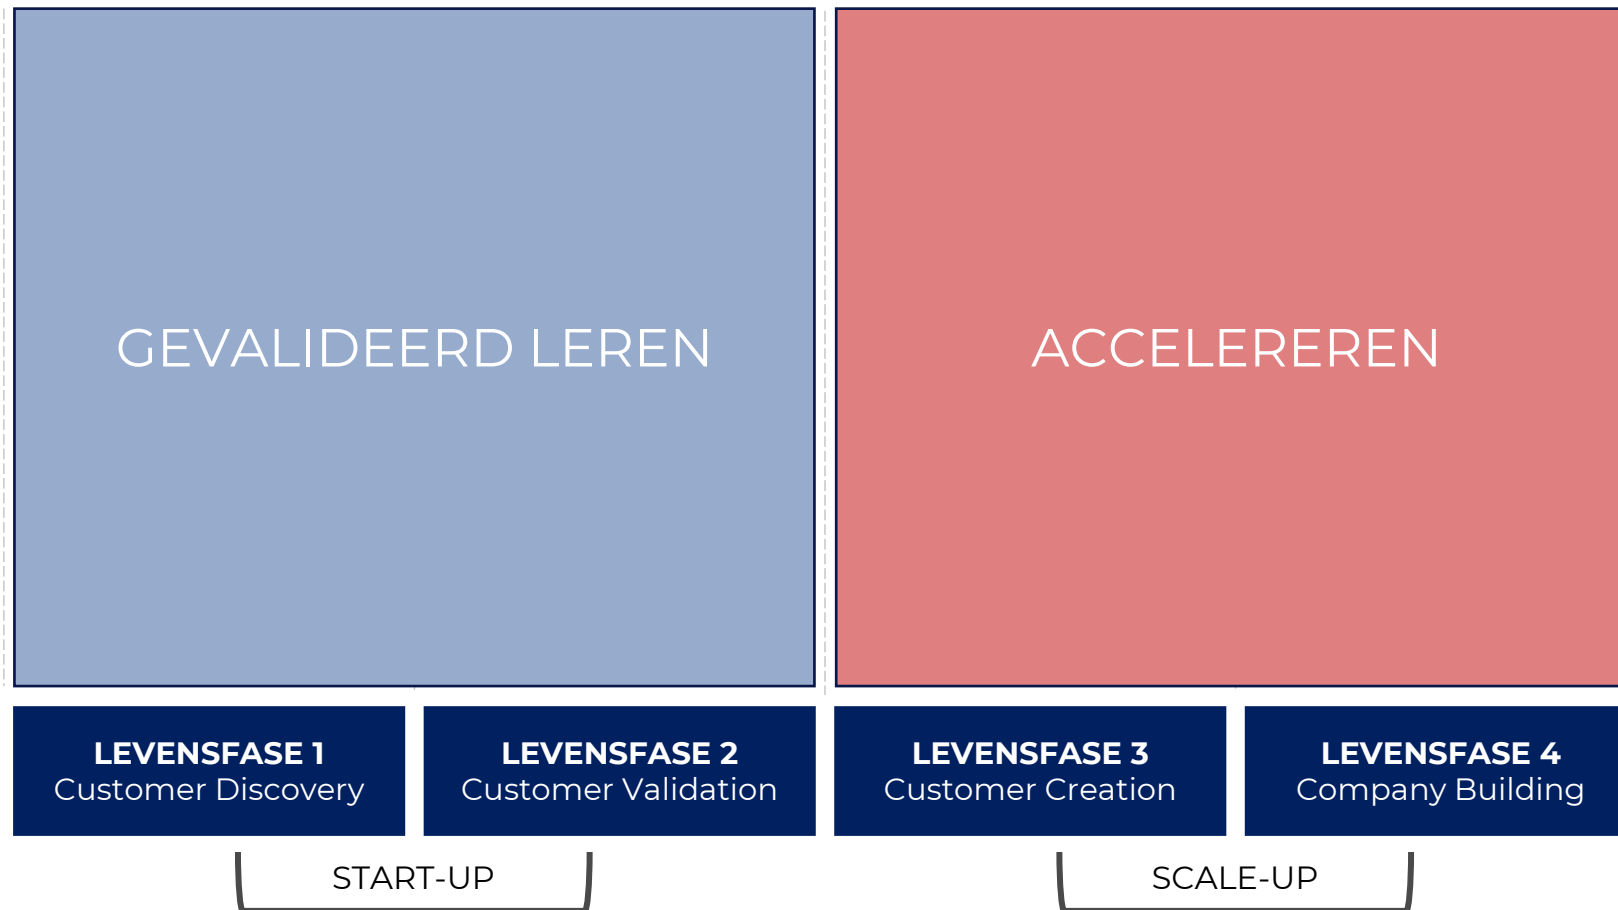 GEVALIDEERD LEREN
ACCELEREREN
LEVENSFASE 1
Customer Discovery
LEVENSFASE 2
Customer Validation
LEVENSFASE 3
Customer Creation
LEVENSFASE 4
Company Building
START-UP
SCALE-UP